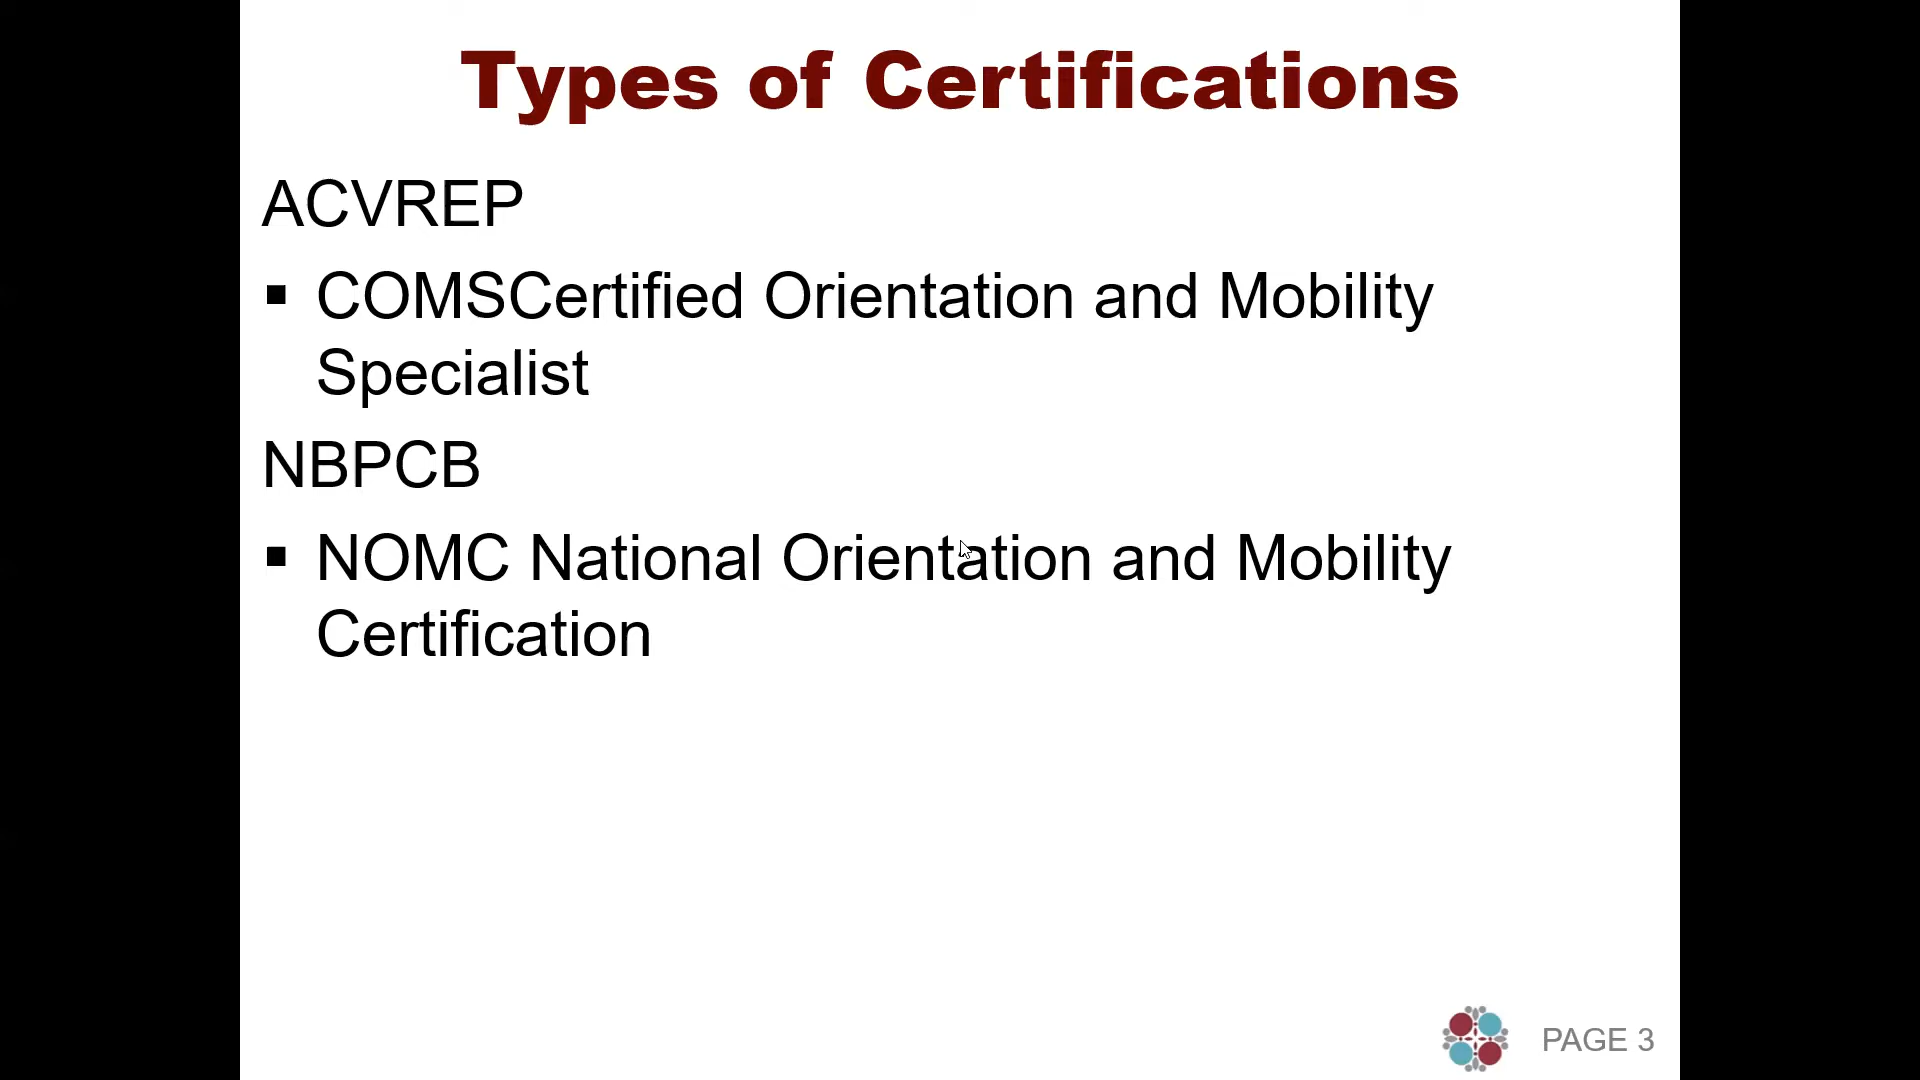 Types of Certifications
ACVREP
▪ COMSCertified Orientation and Mobility
Specialist
NBPCB
▪ NOMC National Orientation and Mobility
Certification
PAGE 3